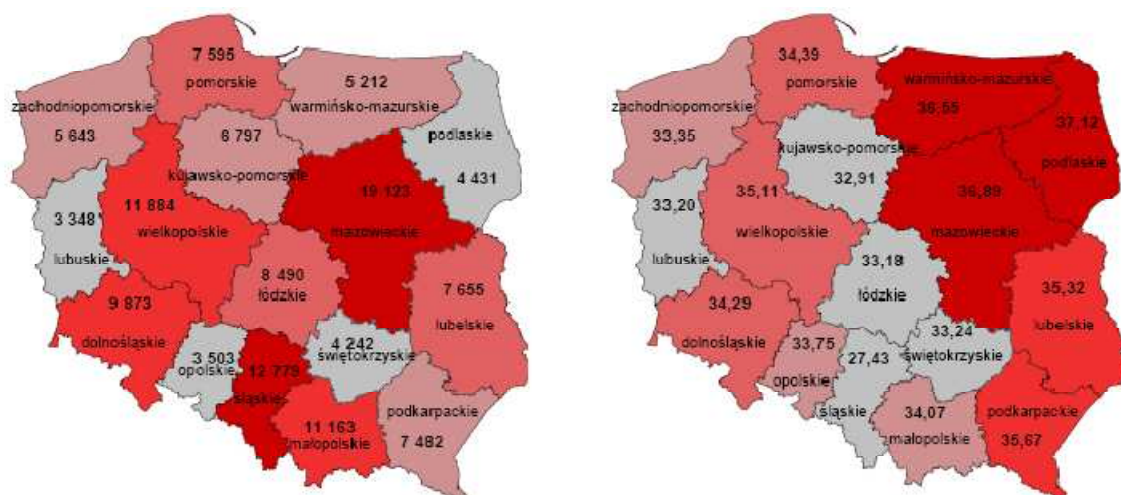 7 595
pomorskie
5 212
warmińsko-mazurskie
zachodniopomorskie
5 643
6 797
kujawsko-pomorskie
podlaskie
4 431
19 123
mazowieckie
3 348
lubuskie
11 884
wielkopolskie
8 490
łódzkie
7 655
lubelskie
9 873
dolnośląskie
3 503
opolskie
12 779
śląskie
4 242
świętokrzyskie
11 163
małopolskie
podkarpackie
7 482
34,39
pomorskie
warmińsko-mazurskie
36,55
zachodniopomorskie
33,35
kujawsko-pomorskie
32,91
37,12
podlaskie
36,89
mazowieckie
33,20
lubuskie
35,11
wielkopolskie
33,18
łódzkie
35,32
lubelskie
34,29
dolnośląskie
33,75
opolskie
27,43
śląskie
33,24
świętokrzyskie
34,07
małopolskie
podkarpackie
35,67